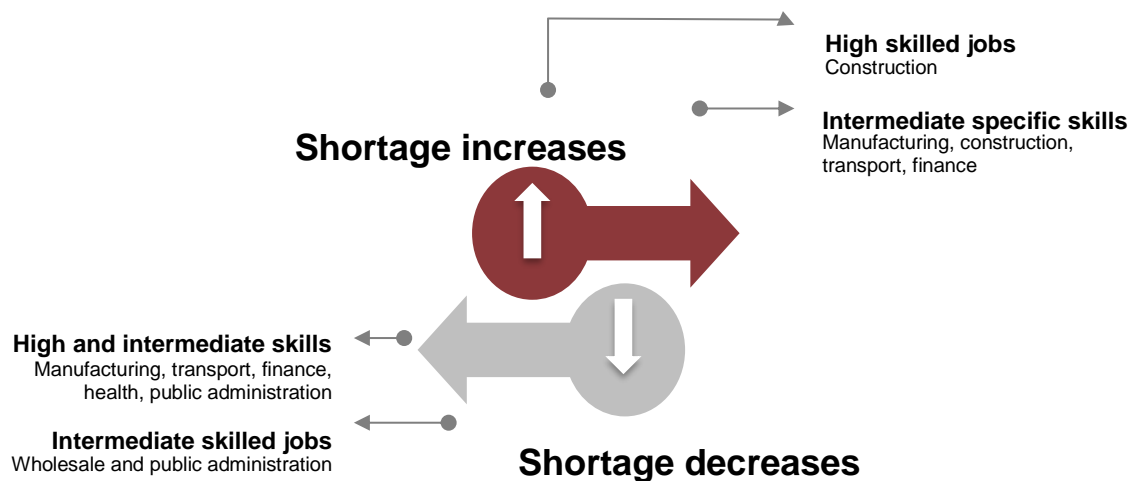 High skilled jobs
Construction
Intermediate specific skills
Manufacturing, construction,
transport, finance
Shortage increases
High and intermediate skills
Manufacturing, transport, finance,
health, public administration
Intermediate skilled jobs
Wholesale and public administration
Shortage decreases